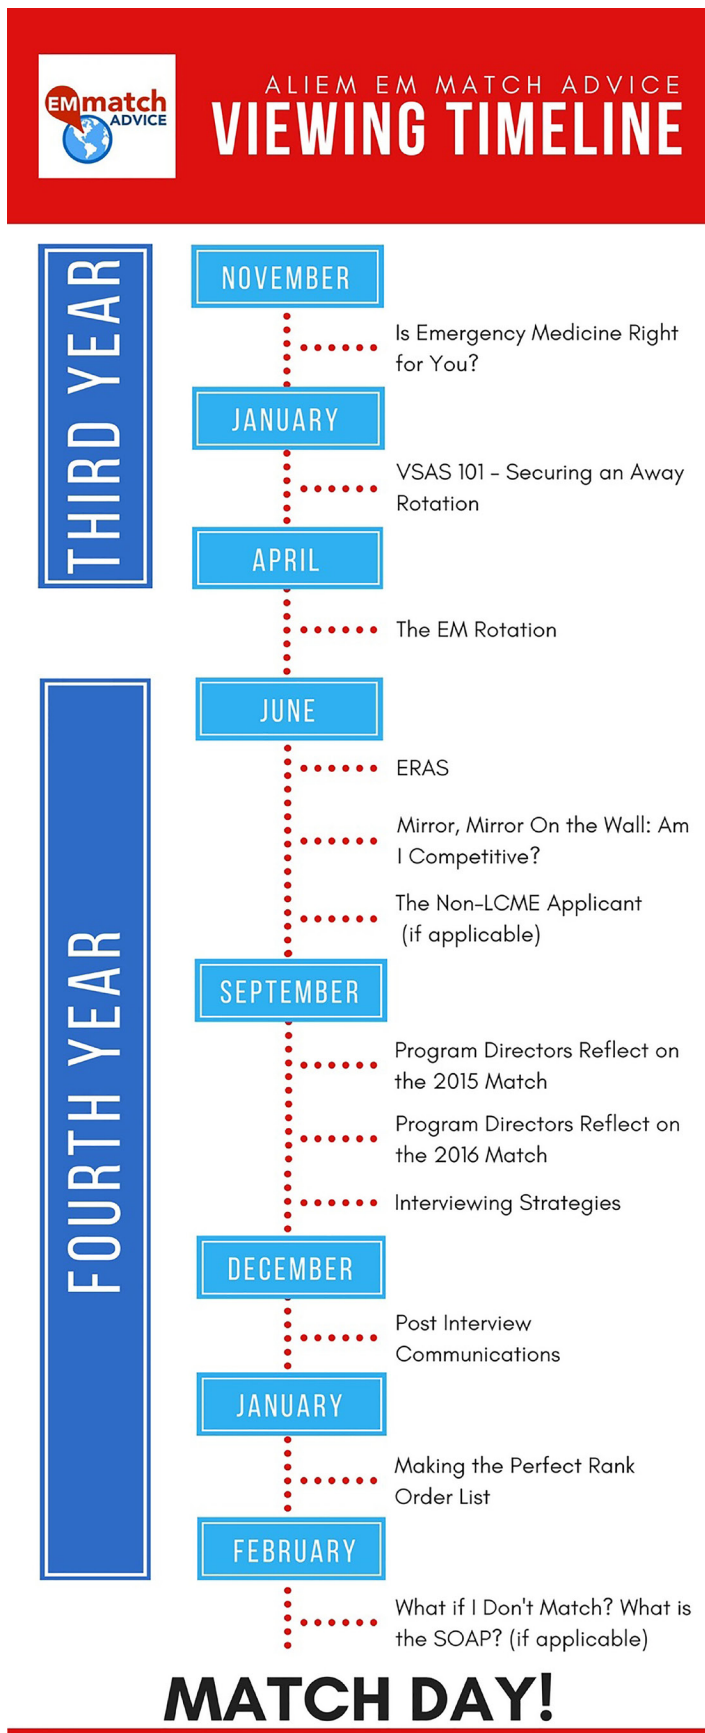 EMmatch
ADVICE
ALIEM EM MATCH ADVICE
VIEWING TIMELINE
THIRD YEAR
NOVEMBER
Is Emergency Medicine Right
for You?
JANUARY
VSAS 101 - Securing an Away
Rotation
APRIL
The EM Rotation
FOURTH YEAR
JUNE
ERAS
Mirror, Mirror On the Wall: Am
I Competitive?
The Non-LCME Applicant
(if applicable)
SEPTEMBER
Program Directors Reflect on
the 2015 Match
Program Directors Reflect on
the 2016 Match
Interviewing Strategies
DECEMBER
Post Interview
Communications
JANUARY
Making the Perfect Rank
Order List
FEBRUARY
What if I Don't Match? What is
the SOAP? (if applicable)
MATCH DAY!